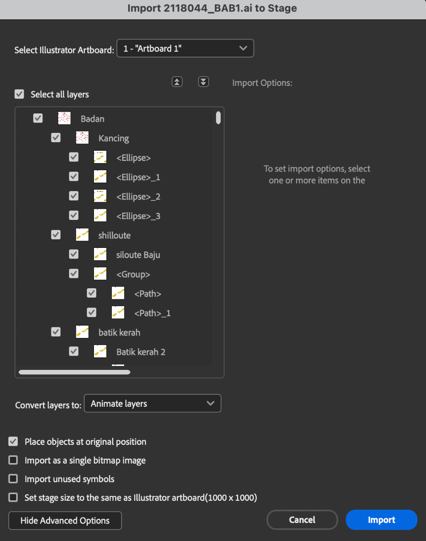 Import 2118044_BAB1.ai to Stage
Select Illustrator Artboard: 1 - "Artboard 1"
Import Options:
Select all layers
Badan
Kancing
<Ellipse>
<Ellipse>_1
<Ellipse>_2
<Ellipse>_3
shilloute
siloute Baju
<Group>
<Path>
<Path>_1
batik kerah
Batik kerah 2
To set import options, select
one or more items on the
Convert layers to: Animate layers
Place objects at original position
Import as a single bitmap image
Import unused symbols
Set stage size to the same as Illustrator artboard(1000 x 1000)
Hide Advanced Options Cancel Import